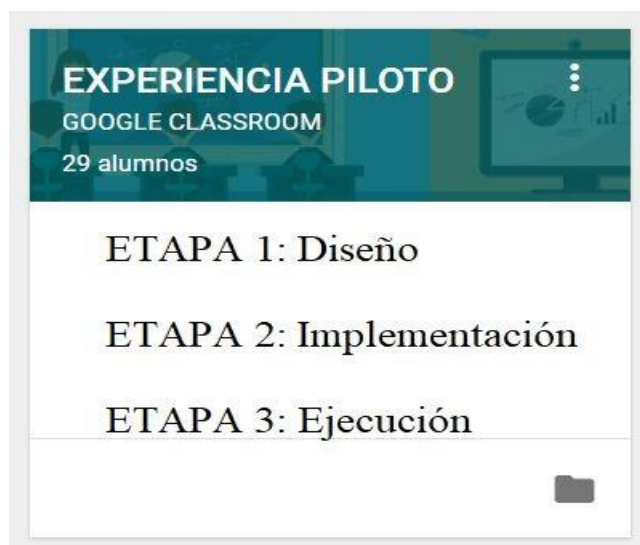 EXPERIENCIA PILOTO
GOOGLE CLASSROOM
29 alumnos
ETAPA 1: Diseño
ETAPA 2: Implementación
ETAPA 3: Ejecución